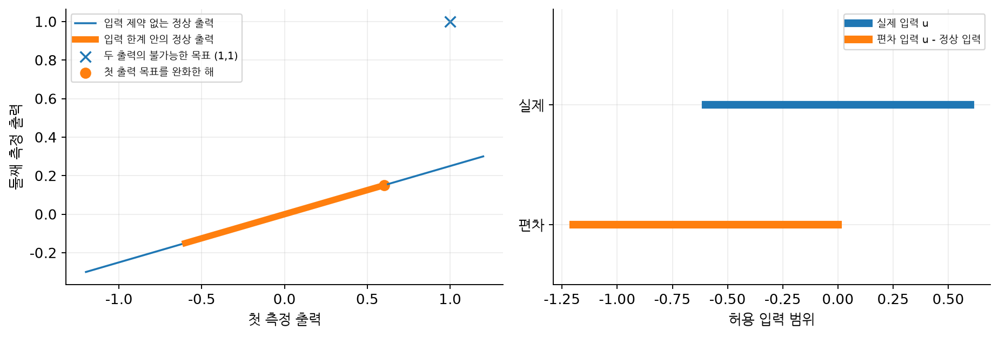 입력 제약 없는 정상 출력
입력 한계 안의 정상 출력
두 출력의 불가능한 목표 (1,1)
첫 출력 목표를 완화한 해
1.0
0.8
0.6
0.4
0.2
0.0
-0.2
둘째 측정 출력
-1.0
-0.5
0.0
0.5
1.0
첫 측정 출력
실제 입력 u
편차 입력 u - 정상 입력
실제
편차
-1.25
-1.00
-0.75
-0.50
-0.25
0.00
0.25
0.50
허용 입력 범위